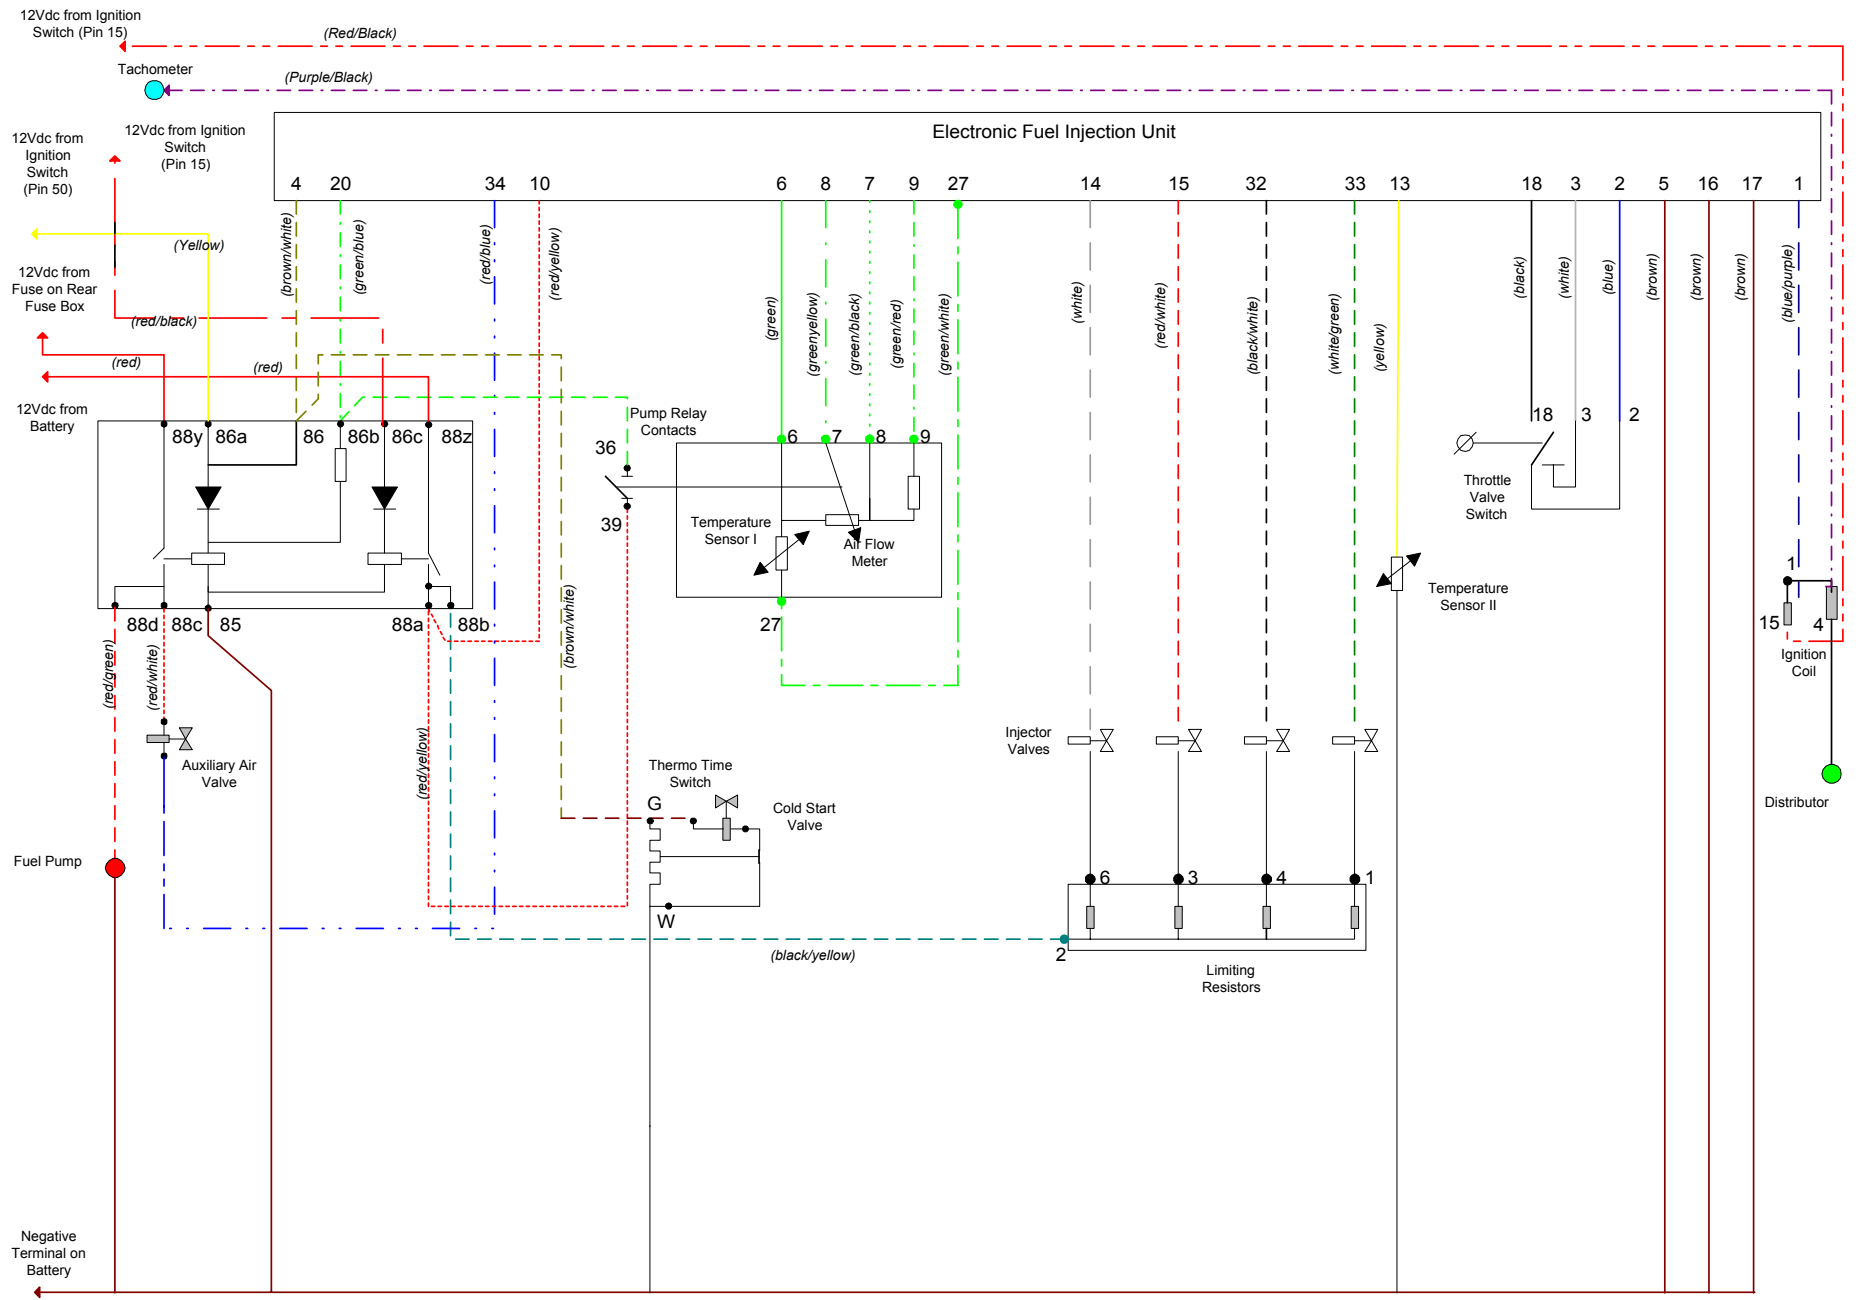 12Vdc from Ignition
Switch (Pin 15)
(Red/Black)
Tachometer
(Purple/Black)
12Vdc from
Ignition
Switch
(Pin 50)
12Vdc from Ignition
Switch
(Pin 15)
Electronic Fuel Injection Unit
4 20 34 10 6 8 7 9 27 14 15 32 33 13 18 3 2 5 16 17 1
(Yellow)
(brown/white)
(green/blue)
(red/blue)
(red/yellow)
(green)
(greenyellow)
(green/black)
(green/red)
(green/white)
(white)
(red/white)
(black/white)
(white/green)
(yellow)
(black)
(white)
(blue)
(brown)
(brown)
(brown)
(blue/purple)
12Vdc from
Fuse on Rear
Fuse Box
(red/black)
(red)
(red)
12Vdc from
Battery
88y 86a 86 86b 86c 88z
Pump Relay
Contacts
36
39
6 7 8 9
Temperature
Sensor I
Air Flow
Meter
27
18 3 2
Throttle
Valve
Switch
Temperature
Sensor II
1
15 4
Ignition
Coil
88d 88c 85 88a 88b
(red/green)
(red/white)
(red/yellow)
(brown/white)
Auxiliary Air
Valve
Thermo Time
Switch
G
Cold Start
Valve
W
Injector
Valves
Distributor
Fuel Pump
6 3 4 1
2
(black/yellow)
Limiting
Resistors
Negative
Terminal on
Battery